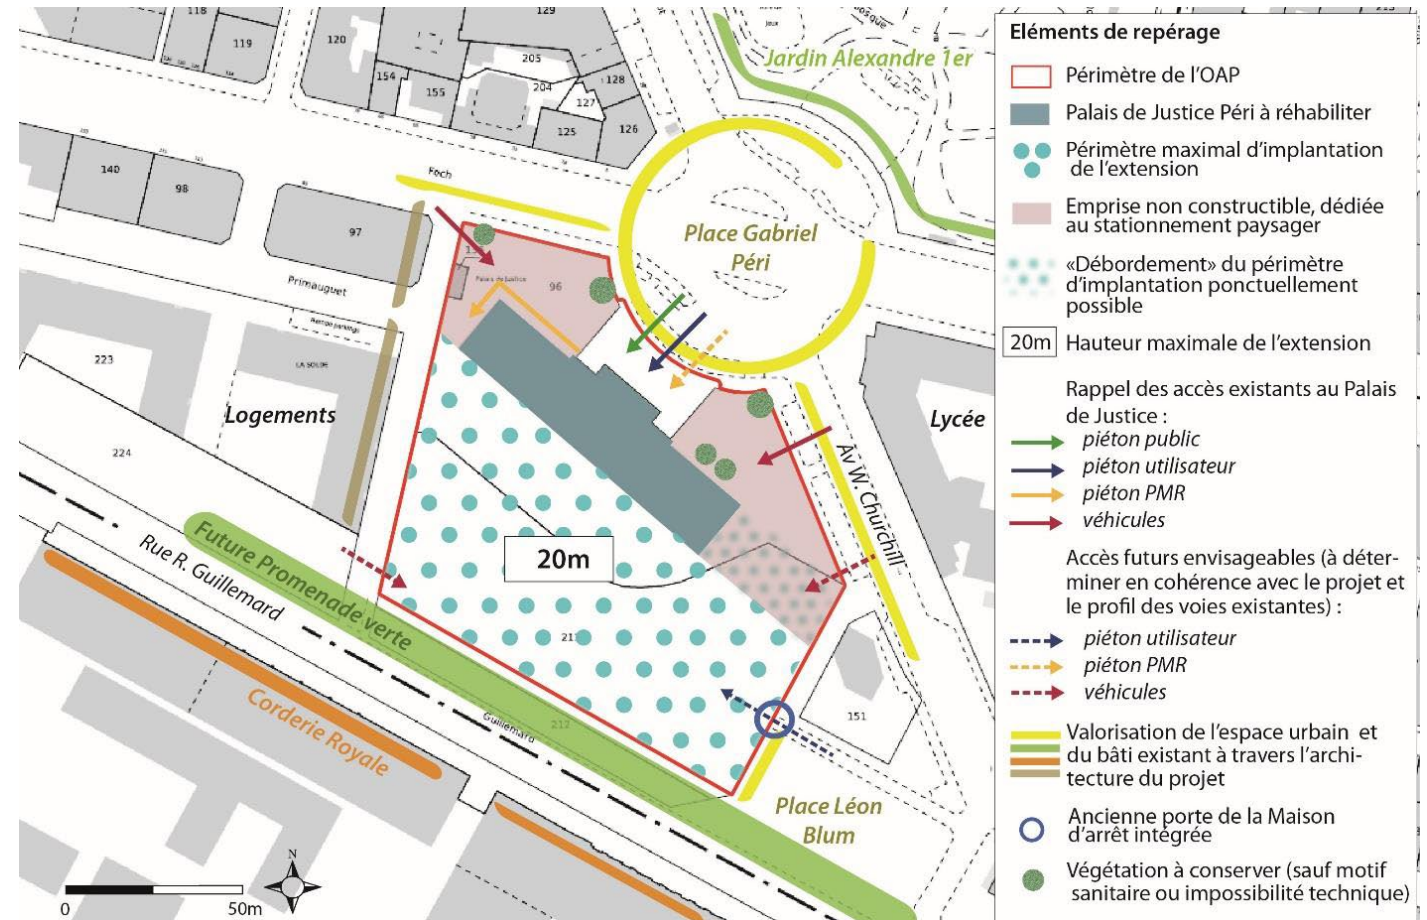 118
119
120
129
205
204
154
155
128
127
125
126
Jardin Alexandre 1er
140
98
97
Foch
Place Gabriel
Péri
Primauguet
Palais de Justice
96
223
224
LA SOLDE
Logements
Lycée
Av W. Churchill
20m
Future Promenade verte
Rue R. Guillemard
Guillemard
212
151
Corderie Royale
Place Léon
Blum
N
0
50m
Eléments de repérage
Périmètre de l'OAP
Palais de Justice Péri à réhabiliter
Périmètre maximal d'implantation
de l'extension
Emprise non constructible, dédiée
au stationnement paysager
«Débordement» du périmètre
d'implantation ponctuellement
possible
20m
Hauteur maximale de l'extension
Rappel des accès existants au Palais
de Justice :
piéton public
piéton utilisateur
piéton PMR
véhicules
Accès futurs envisageables (à déter-
miner en cohérence avec le projet et
le profil des voies existantes) :
piéton utilisateur
piéton PMR
véhicules
Valorisation de l'espace urbain et
du bâti existant à travers l'archi-
tecture du projet
Ancienne porte de la Maison
d'arrêt intégrée
Végétation à conserver (sauf motif
sanitaire ou impossibilité technique)